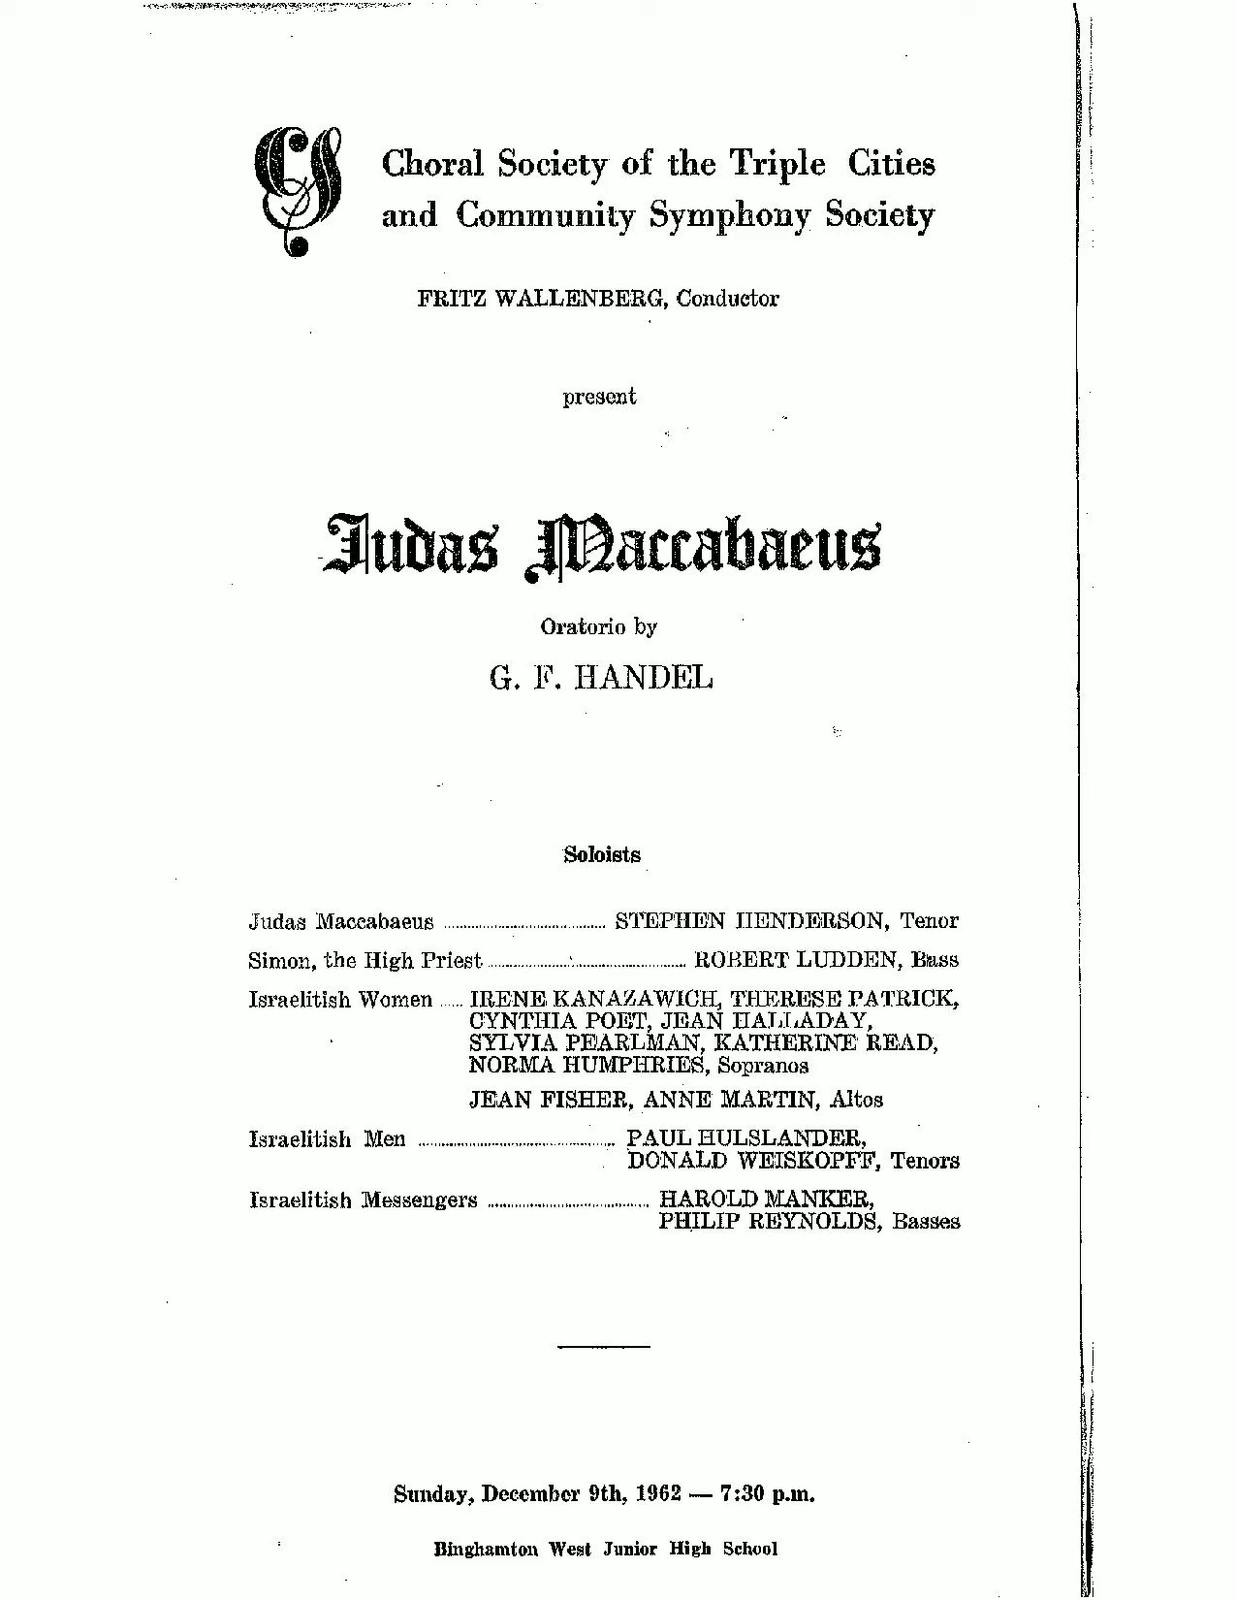 CS
Choral Society of the Triple Cities
and Community Symphony Society
FRITZ WALLENBERG, Conductor
present
Judas Maccabaeus
Oratorio by
G. F. HANDEL
Soloists
Judas Maccabaeus ........................................ STEPHEN HENDERSON, Tenor
Simon, the High Priest .................................................. ROBERT LUDDEN, Bass
Israelitish Women ..... IRENE KANAZAWICH, THERESE PATRICK,
CYNTHIA POET, JEAN HALLADAY,
SYLVIA PEARLMAN, KATHERINE READ,
NORMA HUMPHRIES, Sopranos
JEAN FISHER, ANNE MARTIN, Altos
Israelitish Men .................................................. PAUL HULSLANDER,
DONALD WEISKOPFF, Tenors
Israelitish Messengers ........................................ HAROLD MANKER,
PHILIP REYNOLDS, Basses
Sunday, December 9th, 1962 — 7:30 p.m.
Binghamton West Junior High School